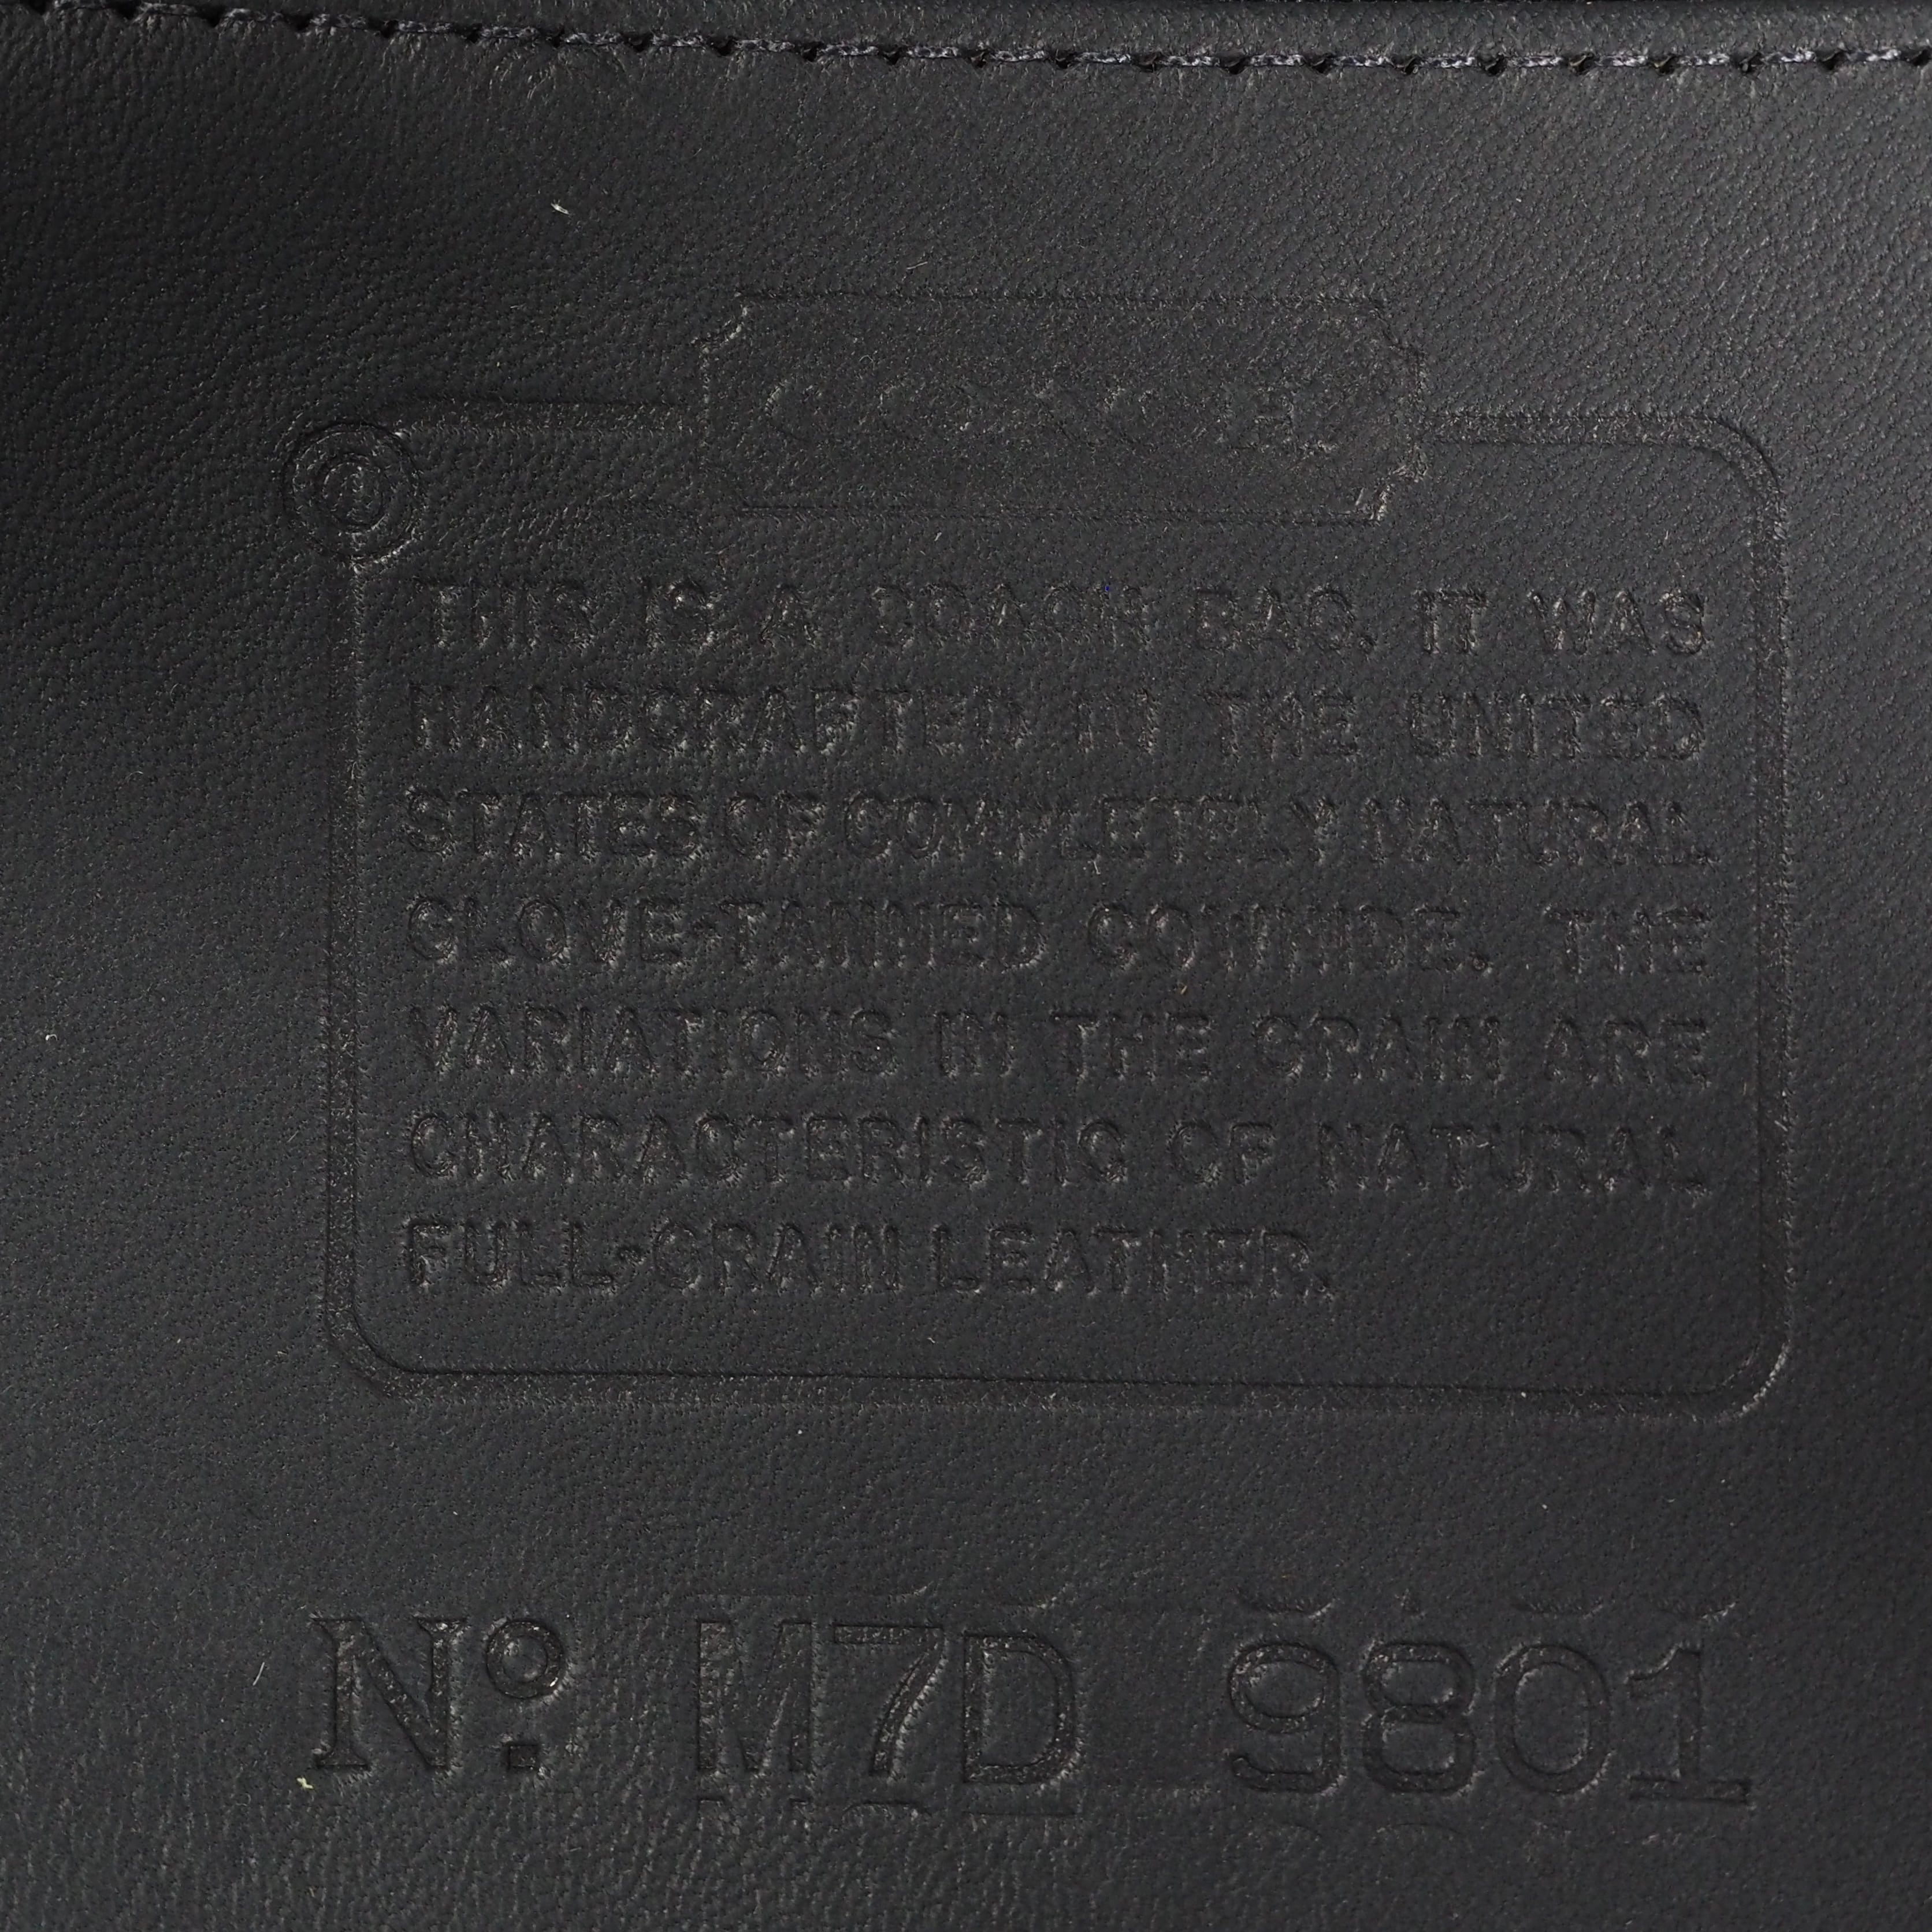 COACH
THIS IS A COACH BAG. IT WAS
HANDCRAFTED IN THE UNITED
STATES OF COMPLETELY NATURAL
GLOVE-TANNED COWHIDE. THE
VARIATIONS IN THE GRAIN ARE
CHARACTERISTIC OF NATURAL
FULL-GRAIN LEATHER.
Nº M7D 9801